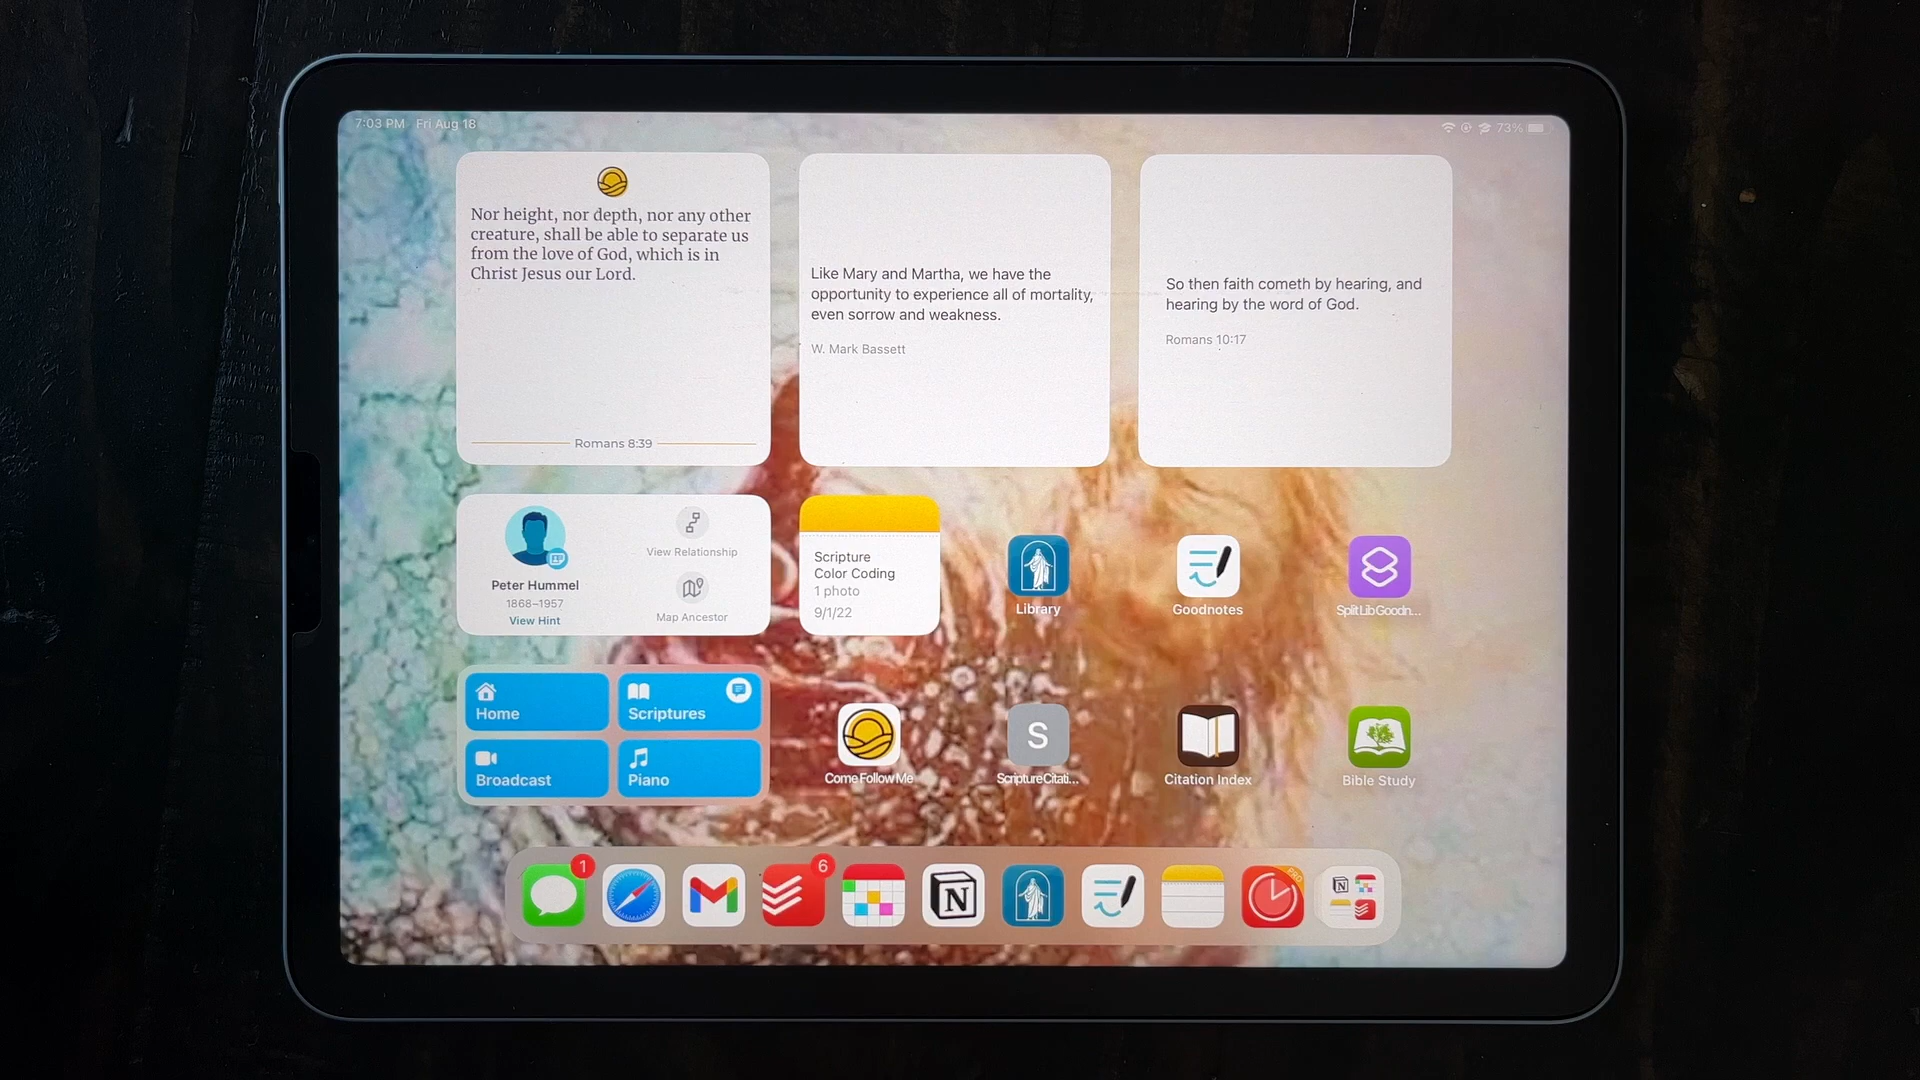 7:03 PM Fri Aug 18
73%
Nor height, nor depth, nor any other
creature, shall be able to separate us
from the love of God, which is in
Christ Jesus our Lord.
Romans 8:39
Like Mary and Martha, we have the
opportunity to experience all of mortality,
even sorrow and weakness.
W. Mark Bassett
So then faith cometh by hearing, and
hearing by the word of God.
Romans 10:17
Peter Hummel
1868–1957
View Hint
View Relationship
Map Ancestor
Scripture
Color Coding
1 photo
9/1/22
Library
Goodnotes
SplitLibGoodn...
Home
Scriptures
Broadcast
Piano
Come Follow Me
S
ScriptureCitati...
Citation Index
Bible Study
1
6
N
PRO
N